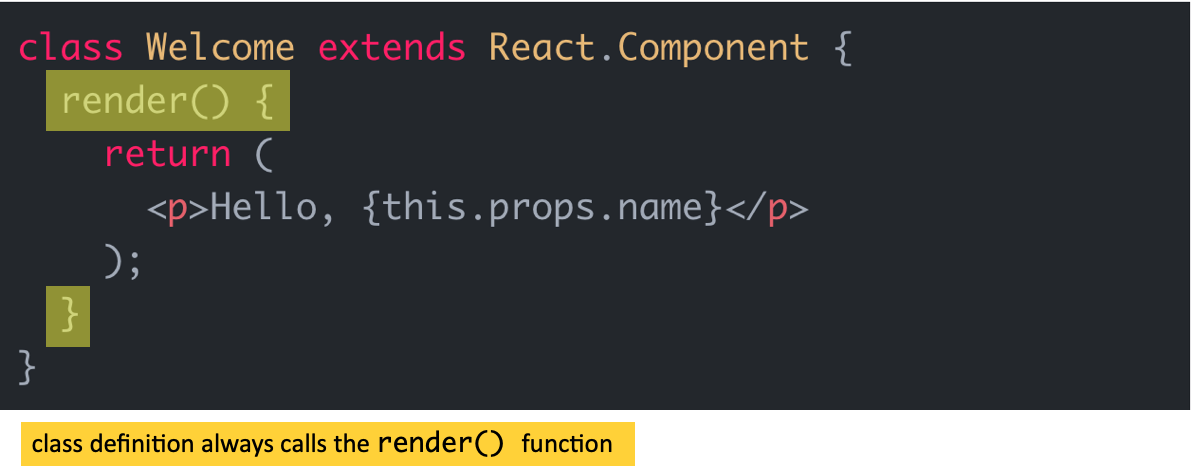 class Welcome extends React.Component {
render() {
return (
<p>Hello, {this.props.name}</p>
);
}
}
class definition always calls the render() function